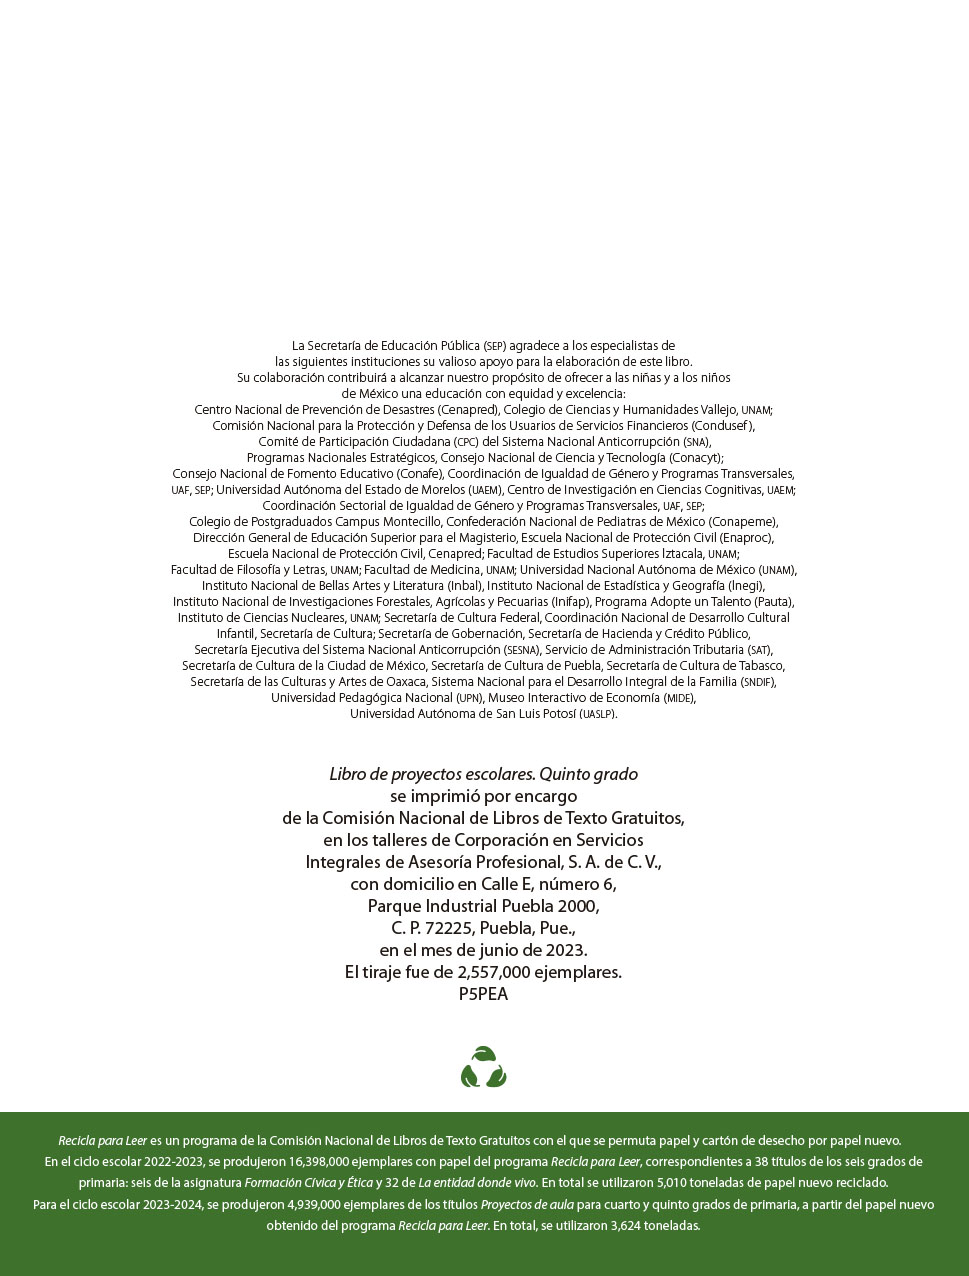 La Secretaría de Educación Pública (SEP) agradece a los especialistas de
las siguientes instituciones su valioso apoyo para la elaboración de este libro.
Su colaboración contribuirá a alcanzar nuestro propósito de ofrecer a las niñas y a los niños
de México una educación con equidad y excelencia:
Centro Nacional de Prevención de Desastres (Cenapred), Colegio de Ciencias y Humanidades Vallejo, UNAM;
Comisión Nacional para la Protección y Defensa de los Usuarios de Servicios Financieros (Condusef),
Comité de Participación Ciudadana (CPC) del Sistema Nacional Anticorrupción (SNA),
Programas Nacionales Estratégicos, Consejo Nacional de Ciencia y Tecnología (Conacyt);
Consejo Nacional de Fomento Educativo (Conafe), Coordinación de Igualdad de Género y Programas Transversales,
UAF, SEP; Universidad Autónoma del Estado de Morelos (UAEM), Centro de Investigación en Ciencias Cognitivas, UAEM;
Coordinación Sectorial de Igualdad de Género y Programas Transversales, UAF, SEP;
Colegio de Postgraduados Campus Montecillo, Confederación Nacional de Pediatras de México (Conapeme),
Dirección General de Educación Superior para el Magisterio, Escuela Nacional de Protección Civil (Enaproc),
Escuela Nacional de Protección Civil, Cenapred; Facultad de Estudios Superiores Iztacala, UNAM;
Facultad de Filosofía y Letras, UNAM; Facultad de Medicina, UNAM; Universidad Nacional Autónoma de México (UNAM),
Instituto Nacional de Bellas Artes y Literatura (Inbal), Instituto Nacional de Estadística y Geografía (Inegi),
Instituto Nacional de Investigaciones Forestales, Agrícolas y Pecuarias (Inifap), Programa Adopte un Talento (Pauta),
Instituto de Ciencias Nucleares, UNAM; Secretaría de Cultura Federal, Coordinación Nacional de Desarrollo Cultural
Infantil, Secretaría de Cultura; Secretaría de Gobernación, Secretaría de Hacienda y Crédito Público,
Secretaría Ejecutiva del Sistema Nacional Anticorrupción (SESNA), Servicio de Administración Tributaria (SAT),
Secretaría de Cultura de la Ciudad de México, Secretaría de Cultura de Puebla, Secretaría de Cultura de Tabasco,
Secretaría de las Culturas y Artes de Oaxaca, Sistema Nacional para el Desarrollo Integral de la Familia (SNDIF),
Universidad Pedagógica Nacional (UPN), Museo Interactivo de Economía (MIDE),
Universidad Autónoma de San Luis Potosí (UASLP).
Libro de proyectos escolares. Quinto grado
se imprimió por encargo
de la Comisión Nacional de Libros de Texto Gratuitos,
en los talleres de Corporación en Servicios
Integrales de Asesoría Profesional, S. A. de C. V.,
con domicilio en Calle E, número 6,
Parque Industrial Puebla 2000,
C. P. 72225, Puebla, Pue.,
en el mes de junio de 2023.
El tiraje fue de 2,557,000 ejemplares.
P5PEA
Recicla para Leer es un programa de la Comisión Nacional de Libros de Texto Gratuitos con el que se permuta papel y cartón de desecho por papel nuevo.
En el ciclo escolar 2022-2023, se produjeron 16,398,000 ejemplares con papel del programa Recicla para Leer, correspondientes a 38 títulos de los seis grados de
primaria: seis de la asignatura Formación Cívica y Ética y 32 de La entidad donde vivo. En total se utilizaron 5,010 toneladas de papel nuevo reciclado.
Para el ciclo escolar 2023-2024, se produjeron 4,939,000 ejemplares de los títulos Proyectos de aula para cuarto y quinto grados de primaria, a partir del papel nuevo
obtenido del programa Recicla para Leer. En total, se utilizaron 3,624 toneladas.